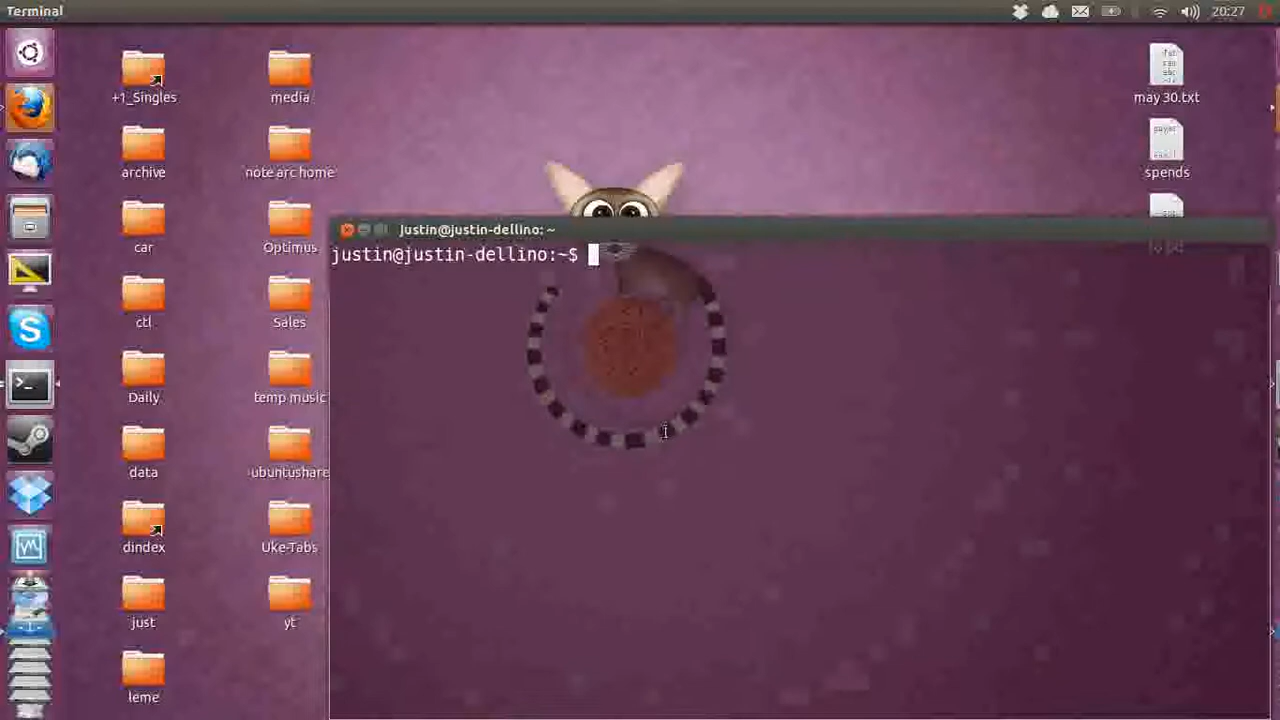 Terminal
20:27
+1_Singles
media
may 30.txt
archive
note arc home
spends
car
Optimus
justin@justin-dellino: ~
justin@justin-dellino:~$
ctl
Sales
Daily
temp music
data
ubuntushare
dindex
Uke-Tabs
just
yt
leme